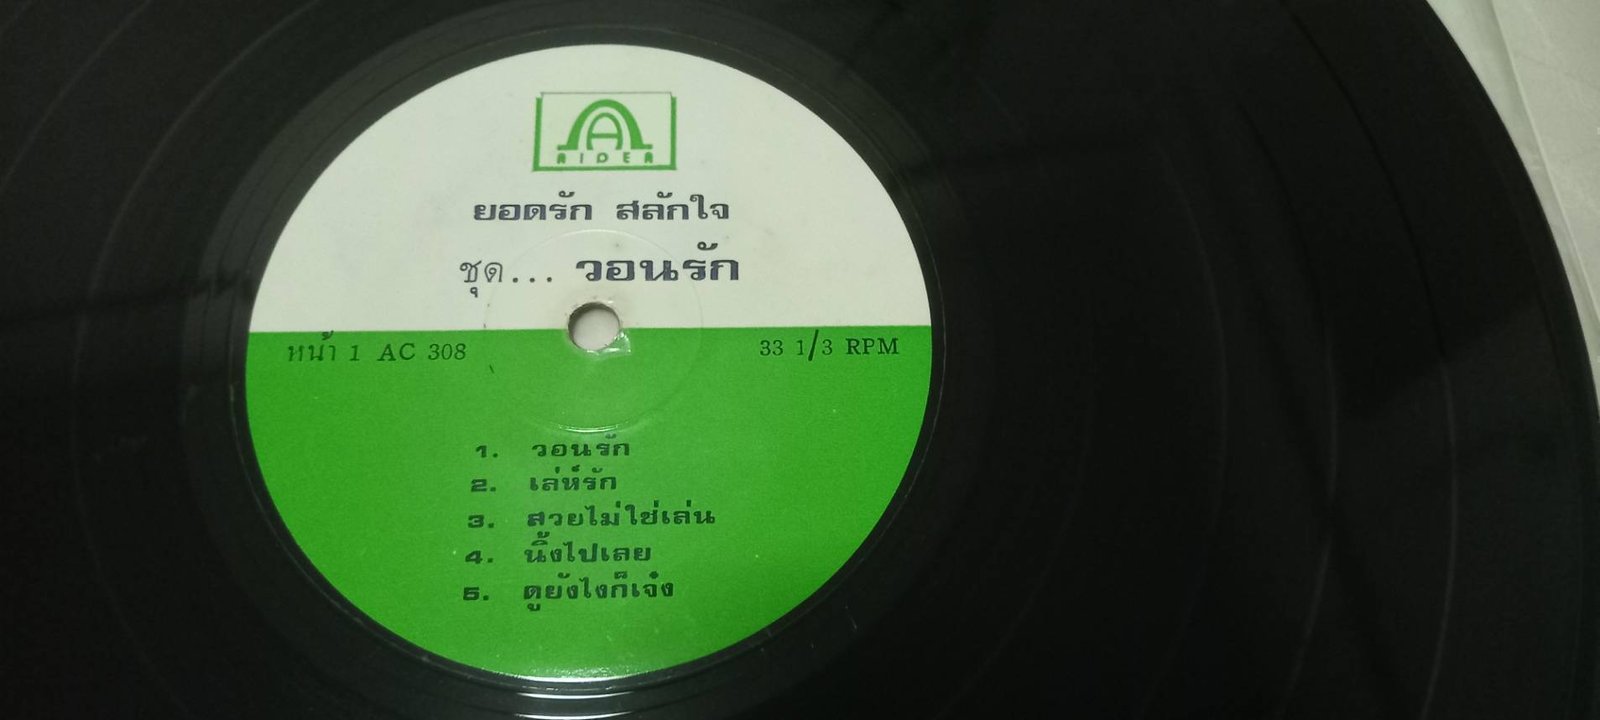 A
AIDEA
ยอดรัก สลักใจ
ชุด... วอนรัก
หน้า 1 AC 308
33 1/3 RPM
1. วอนรัก
2. เล่ห์รัก
3. สวยไม่ใช่เล่น
4. นิ้งไปเลย
5. ดูยังไงก็เจ๋ง